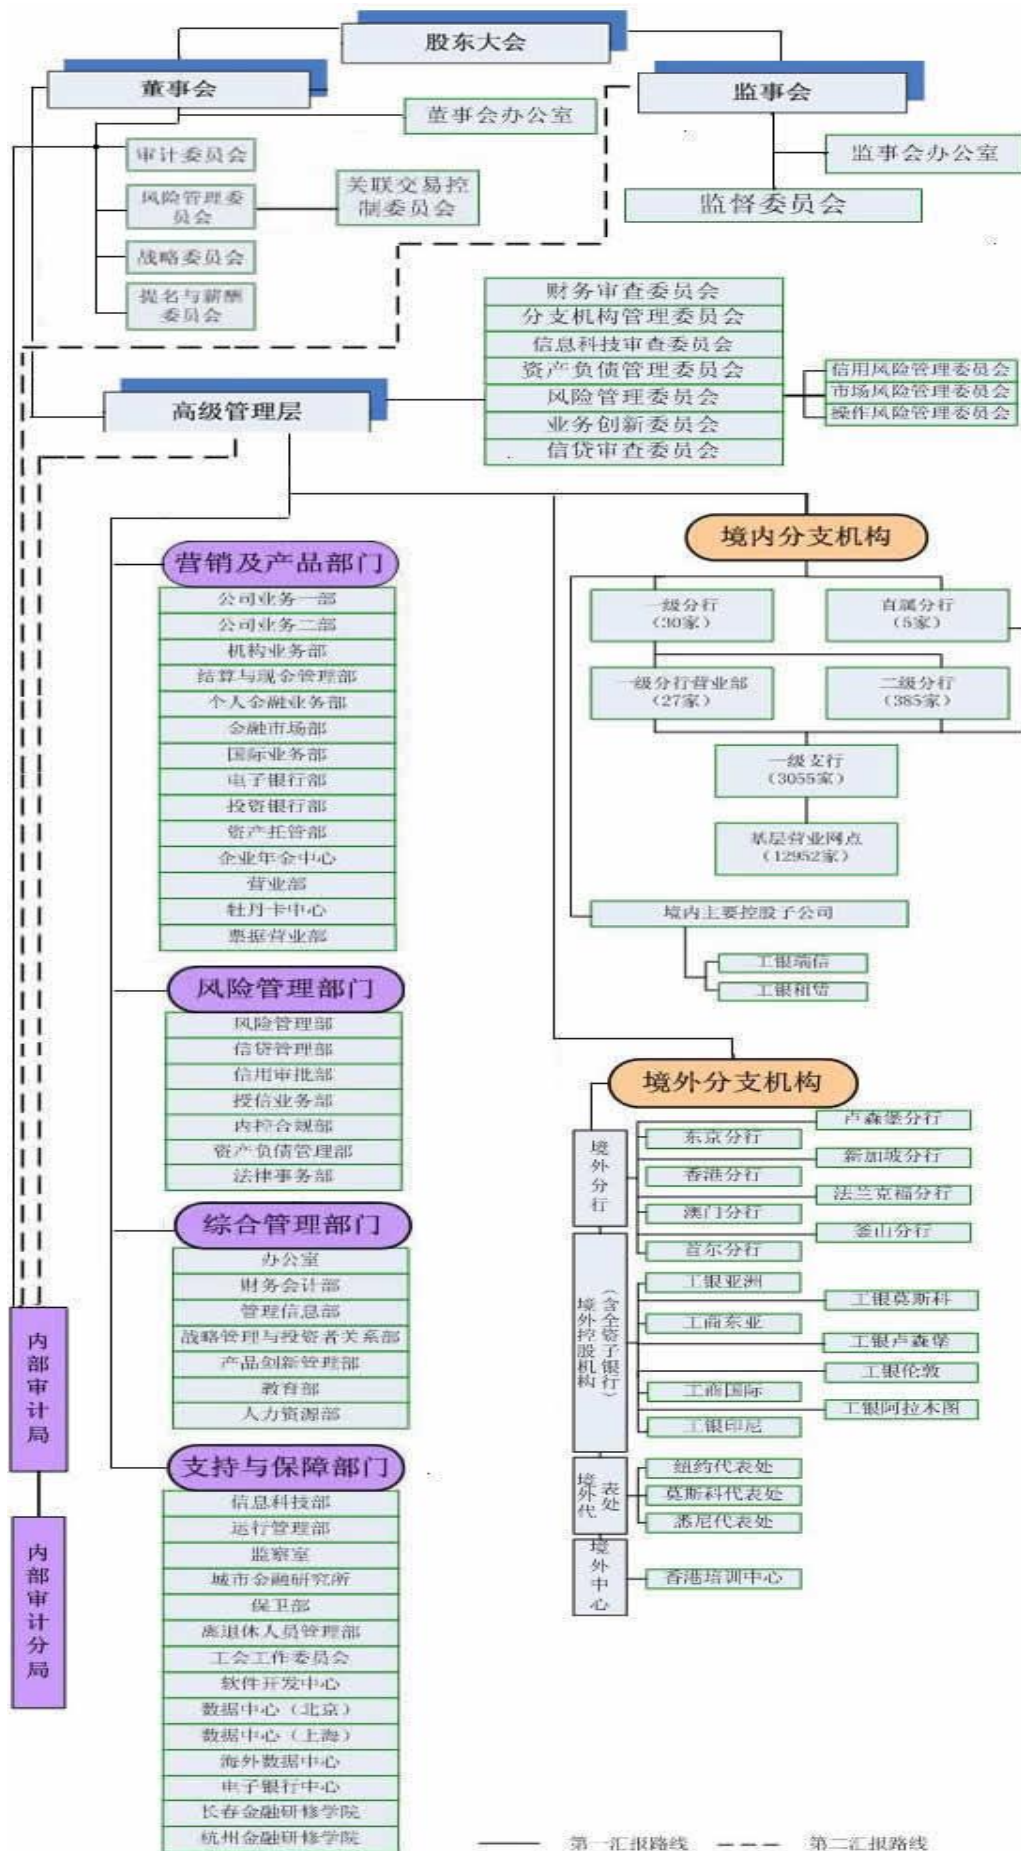 股东大会
董事会
监事会
董事会办公室
审计委员会
风险管理委
员会
关联交易控
制委员会
战略委员会
提名与薪酬
委员会
监事会办公室
监督委员会
财务审查委员会
分支机构管理委员会
信息科技审查委员会
资产负债管理委员会
风险管理委员会
业务创新委员会
信贷审查委员会
信用风险管理委员会
市场风险管理委员会
操作风险管理委员会
高级管理层
营销及产品部门
公司业务一部
公司业务二部
机构业务部
结算与现金管理部
个人金融业务部
金融市场部
国际业务部
电子银行部
投资银行部
资产托管部
企业年金中心
营业部
牡丹卡中心
票据营业部
风险管理部门
风险管理部
信贷管理部
信用审批部
授信业务部
内控合规部
资产负债管理部
法律事务部
综合管理部门
办公室
财务会计部
管理信息部
战略管理与投资者关系部
产品创新管理部
教育部
人力资源部
支持与保障部门
信息科技部
运行管理部
监察室
城市金融研究所
保卫部
离退休人员管理部
工会工作委员会
软件开发中心
数据中心（北京）
数据中心（上海）
海外数据中心
电子银行中心
长春金融研修学院
杭州金融研修学院
内部审计局
内部审计分局
境内分支机构
一级分行
（30家）
直属分行
（5家）
一级分行营业部
（27家）
二级分行
（385家）
一级支行
（3055家）
基层营业网点
（12952家）
境内主要控股子公司
工银瑞信
工银租赁
境外分支机构
境外分行
卢森堡分行
东京分行
新加坡分行
香港分行
法兰克福分行
澳门分行
釜山分行
首尔分行
境外控股机构
（含全资子银行）
工银亚洲
工银莫斯科
工商东亚
工银卢森堡
工银伦敦
工商国际
工银阿拉木图
工银印尼
境外代表处
纽约代表处
莫斯科代表处
悉尼代表处
境外中心
香港培训中心
第一汇报路线
第二汇报路线